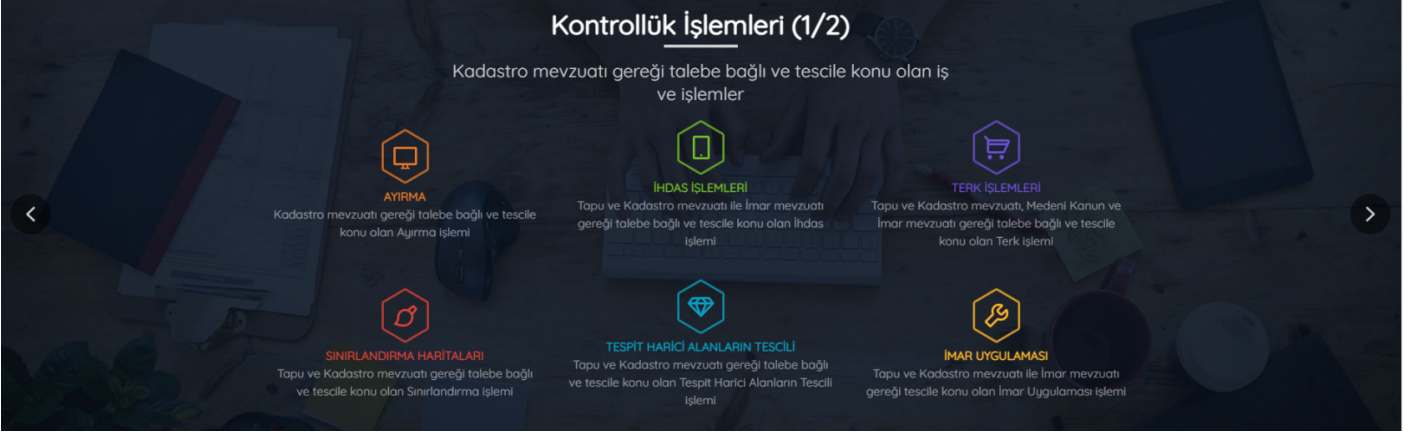 Kontrollük İşlemleri (1/2)
Kadastro mevzuatı gereği talebe bağlı ve tescile konu olan iş
ve işlemler
AYIRMA
Kadastro mevzuatı gereği talebe bağlı ve tescile
konu olan Ayırma işlemi
İHDAS İŞLEMLERİ
Tapu ve Kadastro mevzuatı ile İmar mevzuatı
gereği talebe bağlı ve tescile konu olan İhdas
işlemi
TERK İŞLEMLERİ
Tapu ve Kadastro mevzuatı, Medeni Kanun ve
İmar mevzuatı gereği talebe bağlı ve tescile
konu olan Terk işlemi
SINIRLANDIRMA HARİTALARI
Tapu ve Kadastro mevzuatı gereği talebe bağlı
ve tescile konu olan Sınırlandırma işlemi
TESPİT HARİCİ ALANLARIN TESCİLİ
Tapu ve Kadastro mevzuatı gereği talebe bağlı
ve tescile konu olan Tespit Harici Alanların Tescili
işlemi
İMAR UYGULAMASI
Tapu ve Kadastro mevzuatı ile İmar mevzuatı
gereği tescile konu olan İmar Uygulaması işlemi